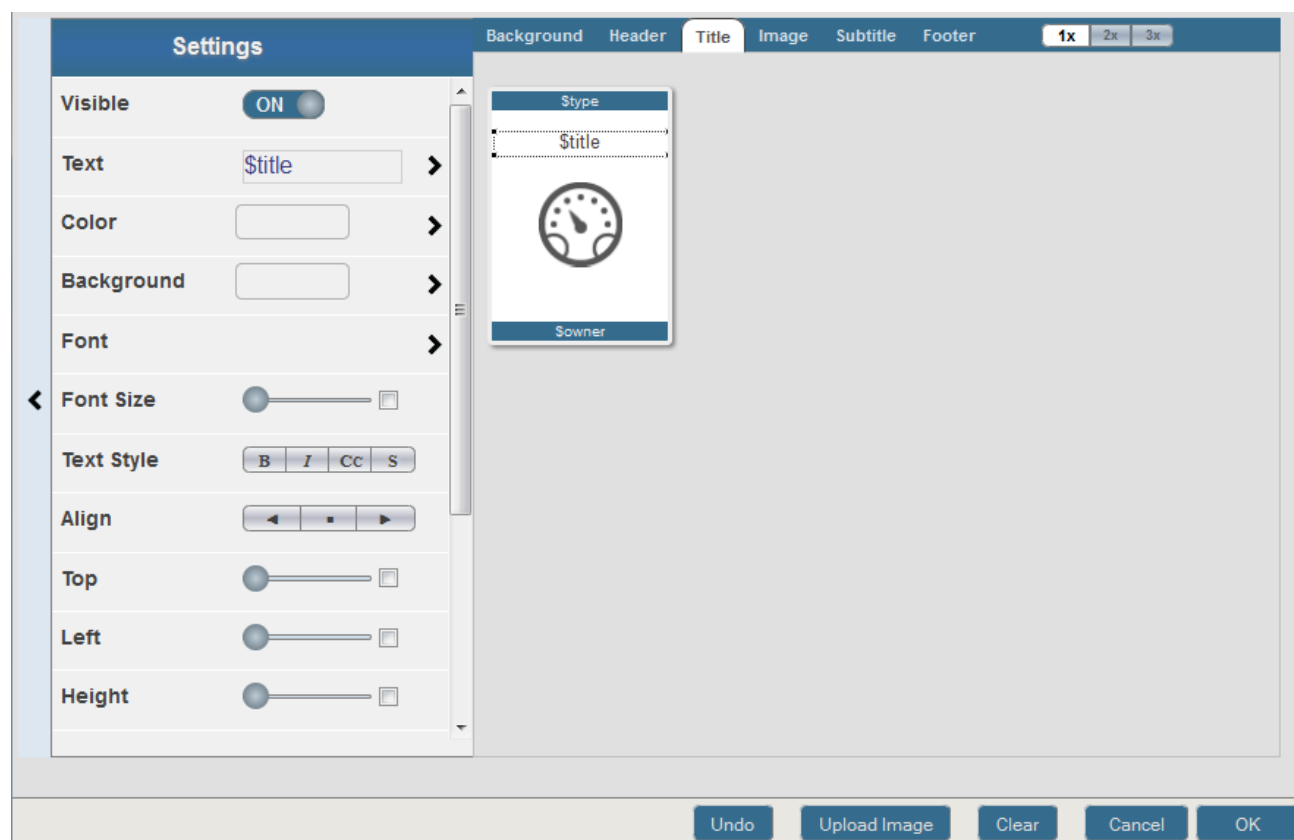 Settings
Background Header Title Image Subtitle Footer 1x 2x 3x
Visible ON
Text $title
Color
Background
Font
Font Size
Text Style B I Cc S
Align
Top
Left
Height
$type
$title
$owner
Undo Upload Image Clear Cancel OK